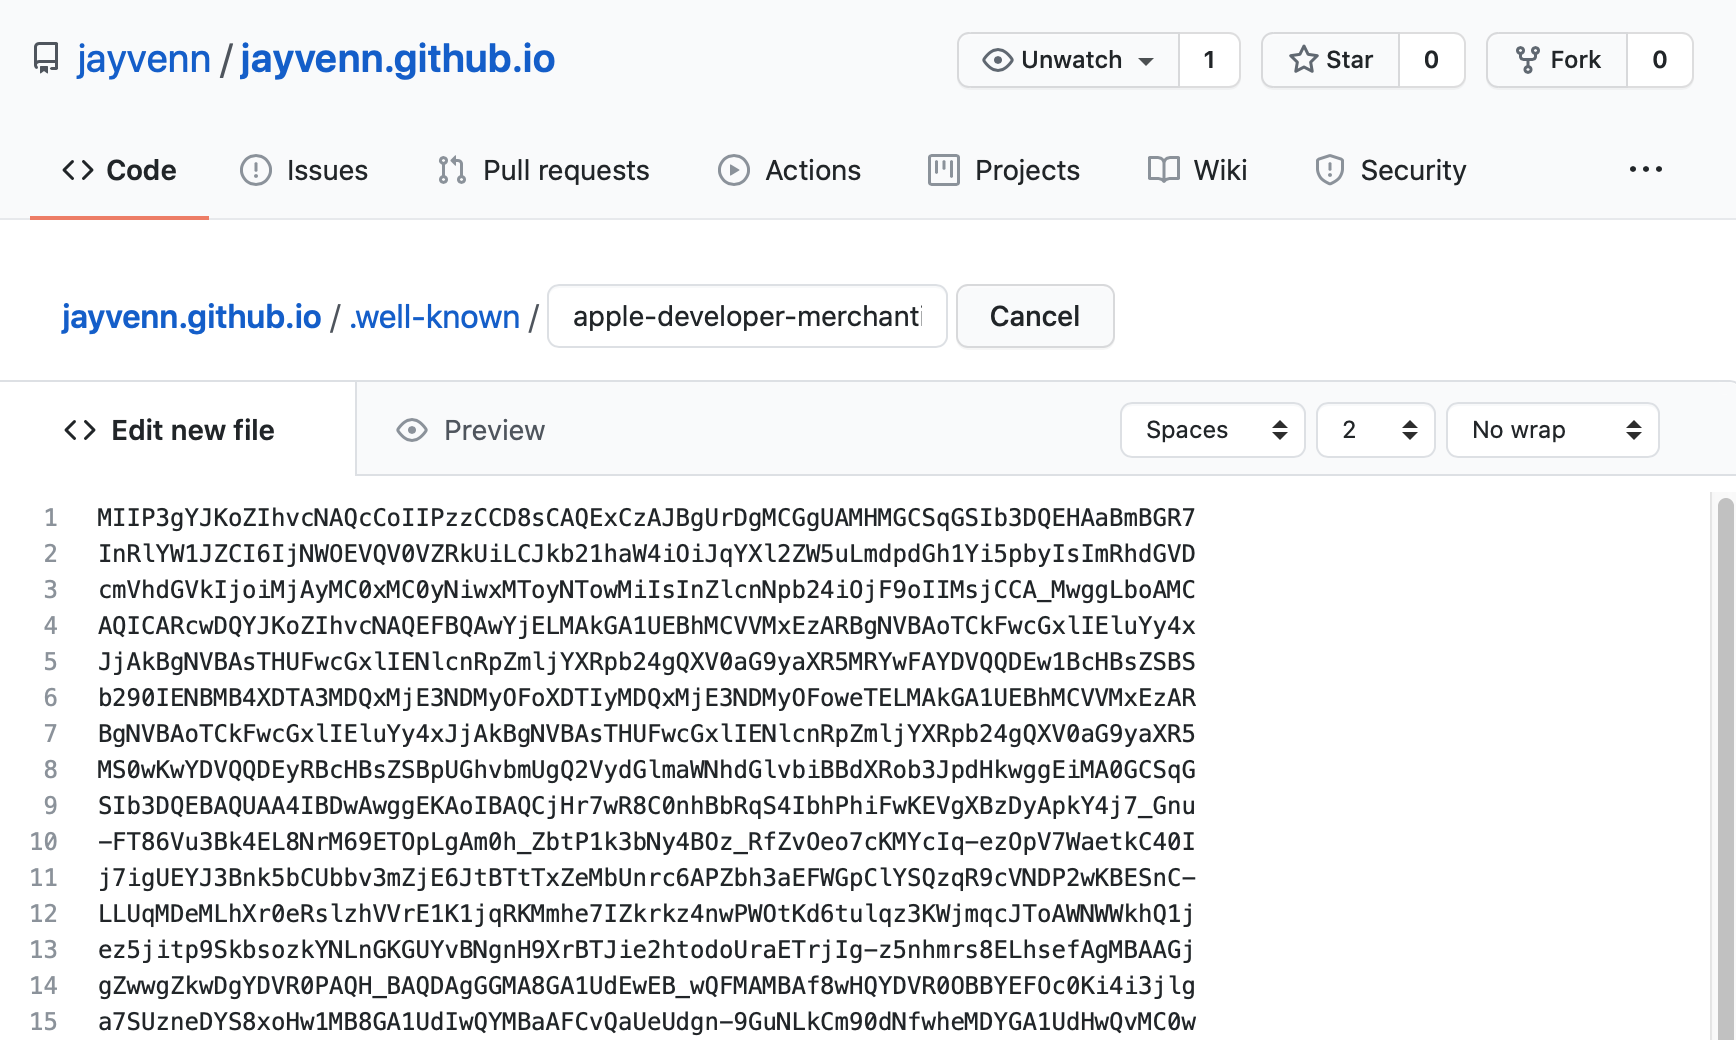 jayvenn / jayvenn.github.io
Unwatch 1 Star 0 Fork 0
Code Issues Pull requests Actions Projects Wiki Security ...
jayvenn.github.io / .well-known / apple-developer-merchanti Cancel
Edit new file Preview Spaces 2 No wrap
1 MIIP3gYJKoZIhvcNAQcCoIIPzzCCD8sCAQExCzAJBgUrDgMCGgUAMHMGCSqGSIb3DQEHAaBmBGR7
2 InRlYW1JZCI6IjNWOEVQV0VZRkUiLCJkb21haW4iOiJqYXl2ZW5uLmdpdGh1Yi5pbyIsImRhdGVD
3 cmVhdGVkIjoiMjAyMC0xMC0yNiwxMToyNTowMiIsInZlcnNpb24iOjF9oIIMsjCCA_MwggLboAMC
4 AQICARcwDQYJKoZIhvcNAQEFBQAwYjELMAkGA1UEBhMCVVMxEzARBgNVBAoTCkFwcGxlIEluYy4x
5 JjAkBgNVBAsTHUFwcGxlIENlcnRpZmljYXRpb24gQXV0aG9yaXR5MRYwFAYDVQQDEw1BcHBsZSBS
6 b290IENBMB4XDTA3MDQxMjE3NDMyOFoXDTIyMDQxMjE3NDMyOFoweTELMAkGA1UEBhMCVVMxEzAR
7 BgNVBAoTCkFwcGxlIEluYy4xJjAkBgNVBAsTHUFwcGxlIENlcnRpZmljYXRpb24gQXV0aG9yaXR5
8 MS0wKwYDVQQDEyRBcHBsZSBpUGhvbmUgQ2VydGlmaWNhdGlvbiBBdXRob3JpdHkwggEiMA0GCSqG
9 SIb3DQEBAQUAA4IBDwAwggEKAoIBAQCjHr7wR8C0nhBbRqS4IbhPhiFwKEVgXBzDyApkY4j7_Gnu
10 -FT86Vu3Bk4EL8NrM69ETOpLgAm0h_ZbtP1k3bNy4BOz_RfZvOeo7cKMYcIq-ezOpV7WaetkC40I
11 j7igUEYJ3Bnk5bCUbbv3mZjE6JtBTtTxZeMbUnrc6APZbh3aEFWGpClYSQzqR9cVNDP2wKBESnC-
12 LLUqMDeMLhXr0eRslzhVVrE1K1jqRKMmhe7IZkrkz4nwPWOtKd6tulqz3KWjmqcJToAWNWWkhQ1j
13 ez5jitp9SkbsozkYNLnGKGUYvBNgnH9XrBTJie2htodoUraETrjIg-z5nhmrs8ELhsefAgMBAAGj
14 gZwwgZkwDgYDVR0PAQH_BAQDAgGGMA8GA1UdEwEB_wQFMAMBAf8wHQYDVR0OBBYEFOc0Ki4i3jlg
15 a7SUzneDYS8xoHw1MB8GA1UdIwQYMBaAFCvQaUeUdgn-9GuNLkCm90dNfwheMDYGA1UdHwQvMC0w